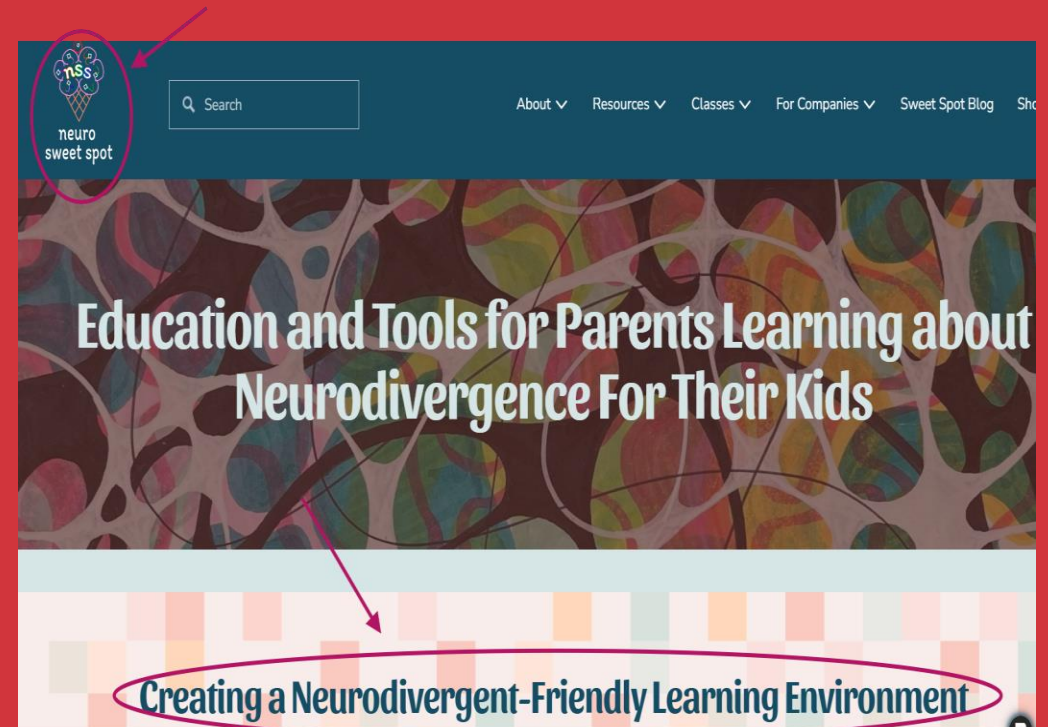 nss
neuro
sweet spot
Search
About
Resources
Classes
For Companies
Sweet Spot Blog
Education and Tools for Parents Learning about
Neurodivergence For Their Kids
Creating a Neurodivergent-Friendly Learning Environment